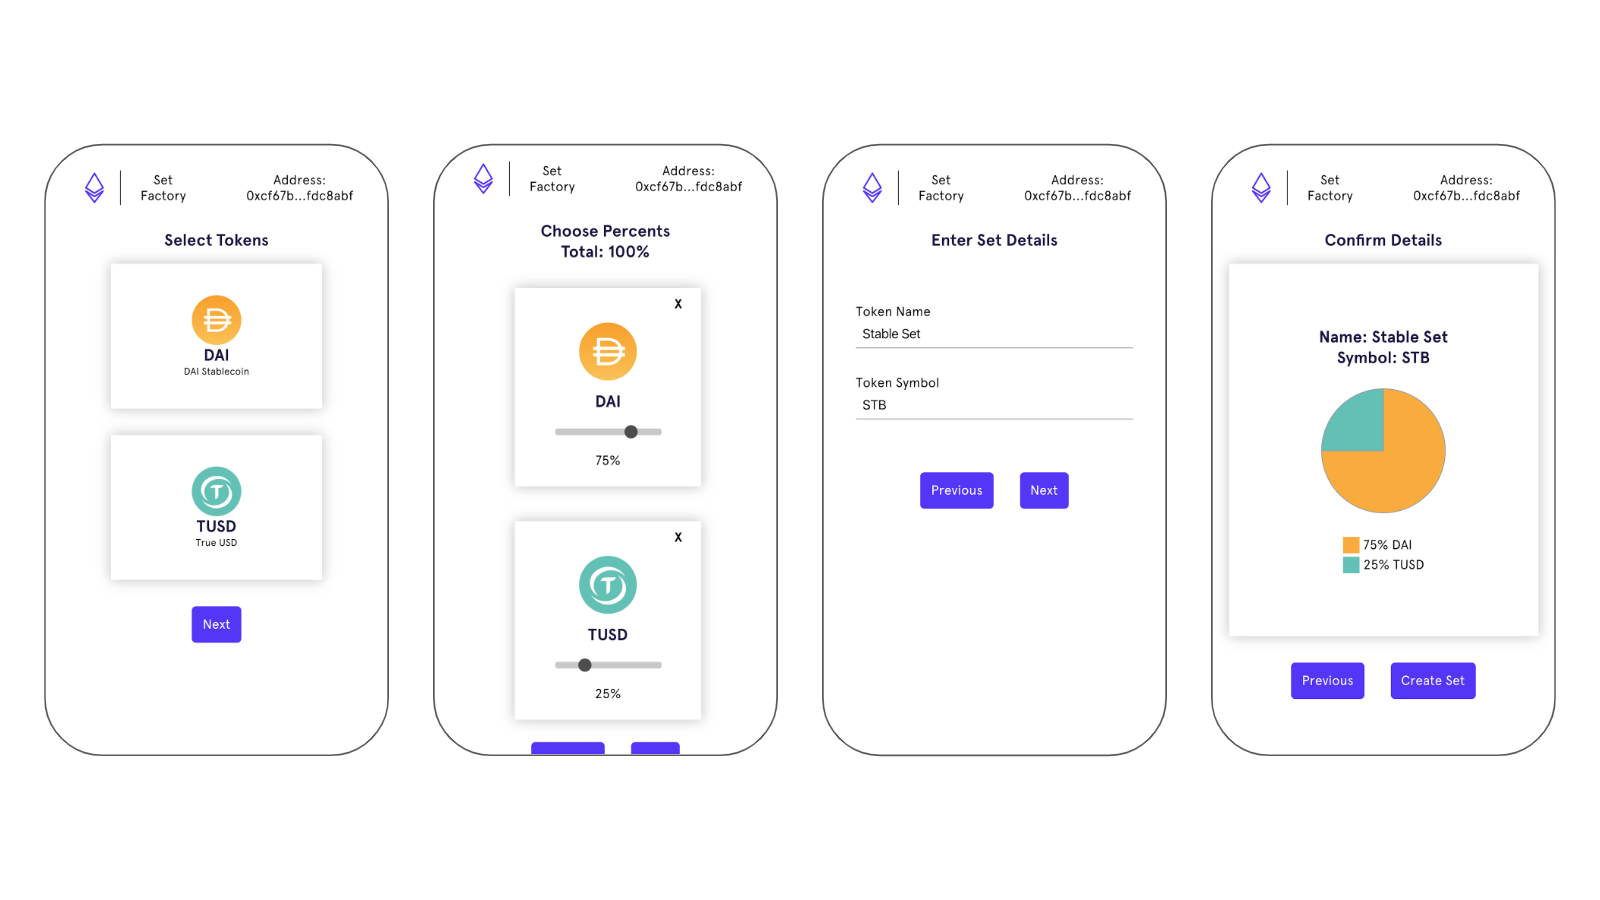 Set
Factory
Address:
0xcf67b...fdc8abf
Select Tokens
DAI
DAI Stablecoin
TUSD
True USD
Next
Set
Factory
Address:
0xcf67b...fdc8abf
Choose Percents
Total: 100%
X
DAI
75%
X
TUSD
25%
Set
Factory
Address:
0xcf67b...fdc8abf
Enter Set Details
Token Name
Stable Set
Token Symbol
STB
Previous
Next
Set
Factory
Address:
0xcf67b...fdc8abf
Confirm Details
Name: Stable Set
Symbol: STB
75% DAI
25% TUSD
Previous
Create Set